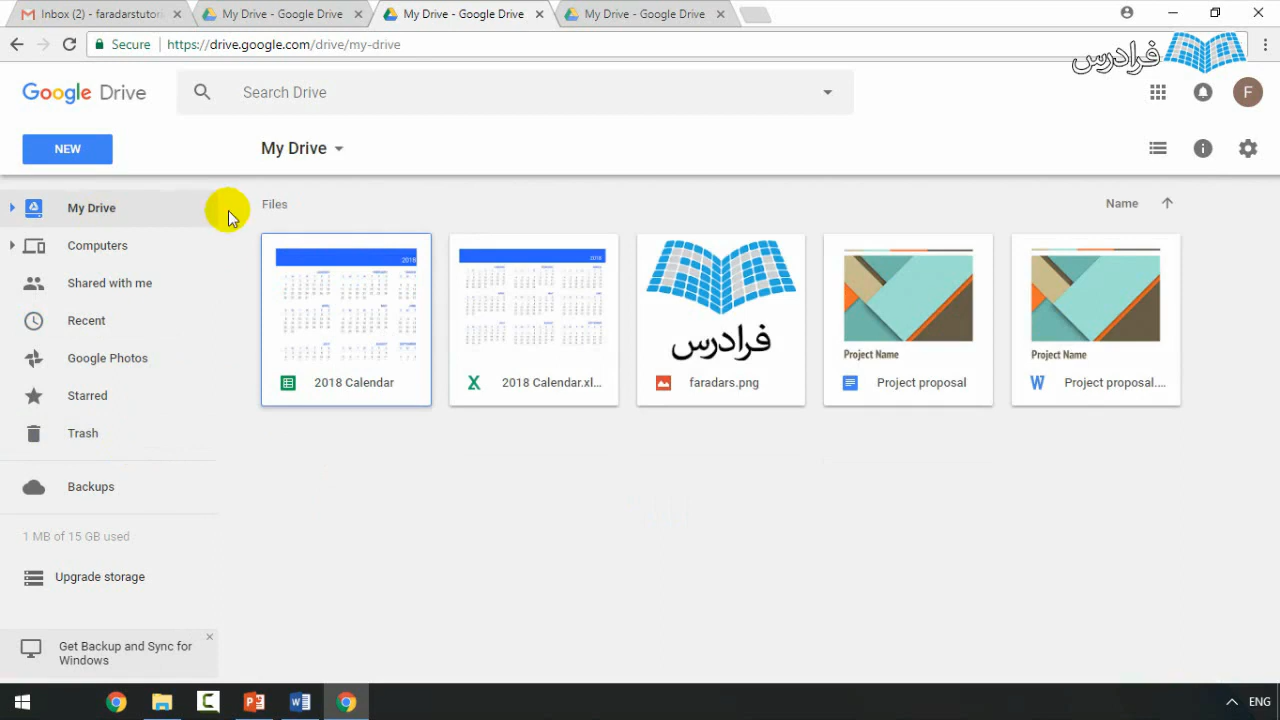 Inbox (2) - faradarstutor
My Drive - Google Drive
My Drive - Google Drive
My Drive - Google Drive
Secure
https://drive.google.com/drive/my-drive
فرادرس
Google Drive
Search Drive
F
NEW
My Drive
My Drive
Computers
Shared with me
Recent
Google Photos
Starred
Trash
Backups
1 MB of 15 GB used
Upgrade storage
Get Backup and Sync for
Windows
Files
Name
2018
2018 Calendar
2018
2018 Calendar.xl...
فرادرس
faradars.png
Project Name
Project proposal
Project Name
Project proposal....
ENG